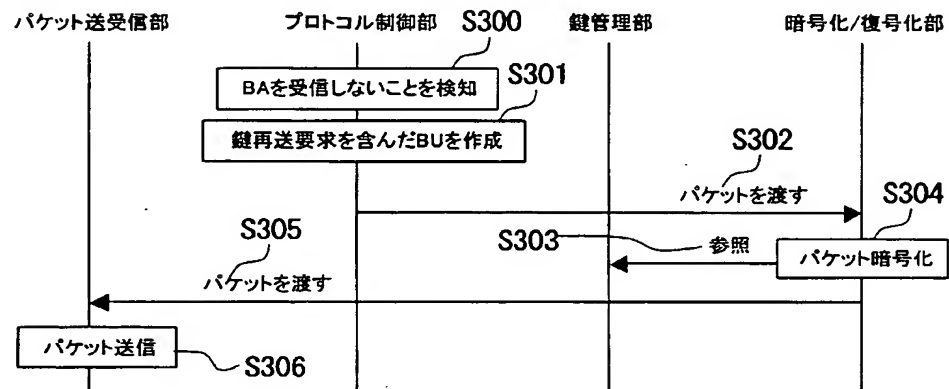 パケット送受信部
プロトコル制御部
S300
鍵管理部
暗号化/復号化部
BAを受信しないことを検知
S301
鍵再送要求を含んだBUを作成
S302
パケットを渡す
S304
S303
参照
パケット暗号化
S305
パケットを渡す
パケット送信
S306